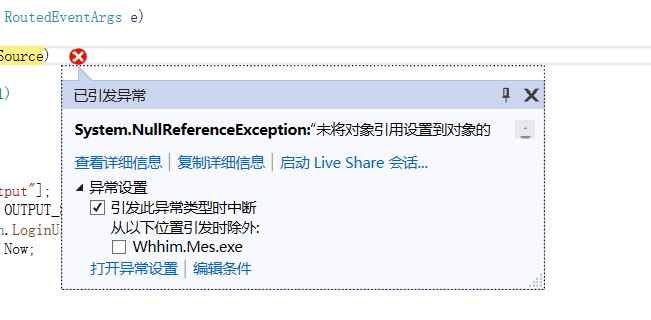 RoutedEventArgs e)
Source)
已引发异常
System.NullReferenceException:“未将对象引用设置到对象的
查看详细信息 | 复制详细信息 | 启动 Live Share 会话...
异常设置
引发此异常类型时中断
从以下位置引发时除外:
Whhim.Mes.exe
打开异常设置 | 编辑条件
tput"];
OUTPUT_
n.LoginU
Now;